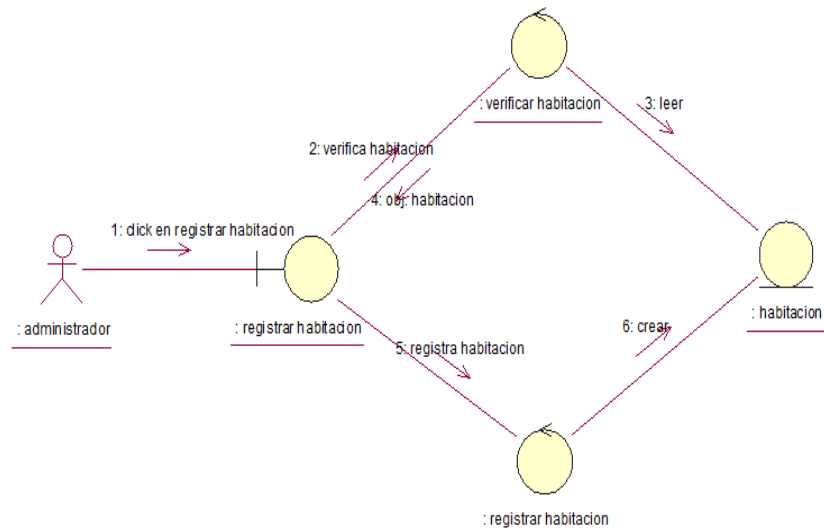 : verificar habitacion
3: leer
2: verifica habitacion
4: obj: habitacion
1: click en registrar habitacion
: administrador
: registrar habitacion
: habitacion
6: crear
5: registra habitacion
: registrar habitacion